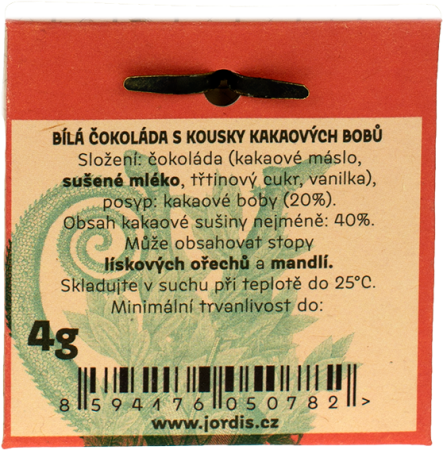 BÍLÁ ČOKOLÁDA S KOUSKY KAKAOVÝCH BOBŮ
Složení: čokoláda (kakaové máslo,
sušené mléko, třtinový cukr, vanilka),
posyp: kakaové boby (20%).
Obsah kakaové sušiny nejméně: 40%.
Může obsahovat stopy
lískových ořechů a mandlí.
Skladujte v suchu při teplotě do 25°C.
Minimální trvanlivost do:
4g
8 594176 050782 >
www.jordis.cz